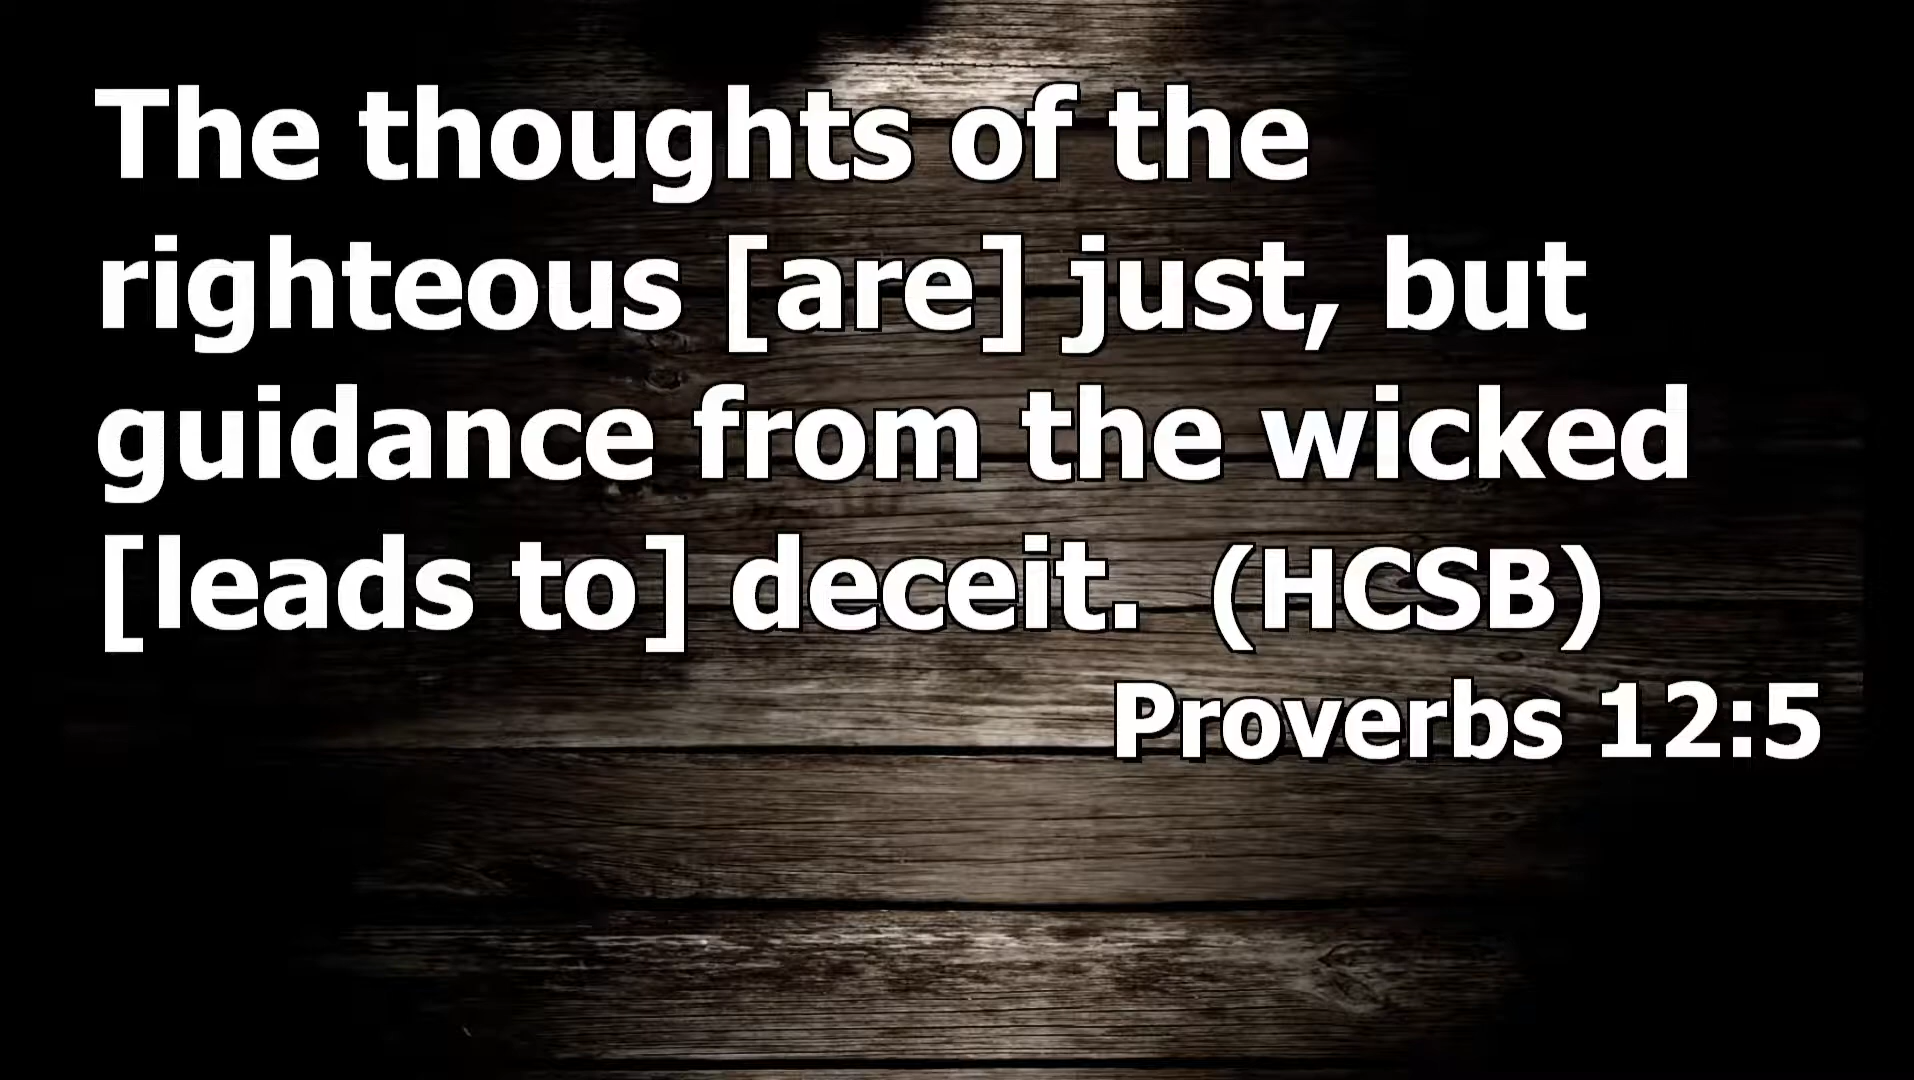 The thoughts of the
righteous [are] just, but
guidance from the wicked
[leads to] deceit.  (HCSB)
Proverbs 12:5